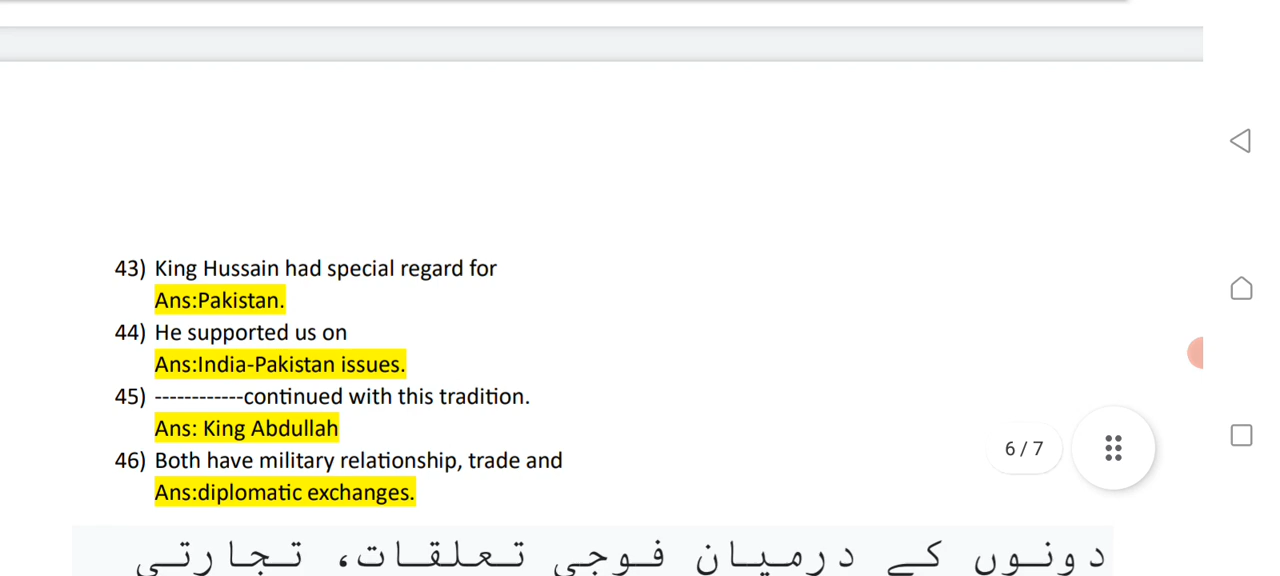 43) King Hussain had special regard for
Ans:Pakistan.
44) He supported us on
Ans:India-Pakistan issues.
45) ------------continued with this tradition.
Ans: King Abdullah
46) Both have military relationship, trade and
Ans:diplomatic exchanges.
6 / 7
دونوں کے درمیان فوجی تعلقات، تجارتی